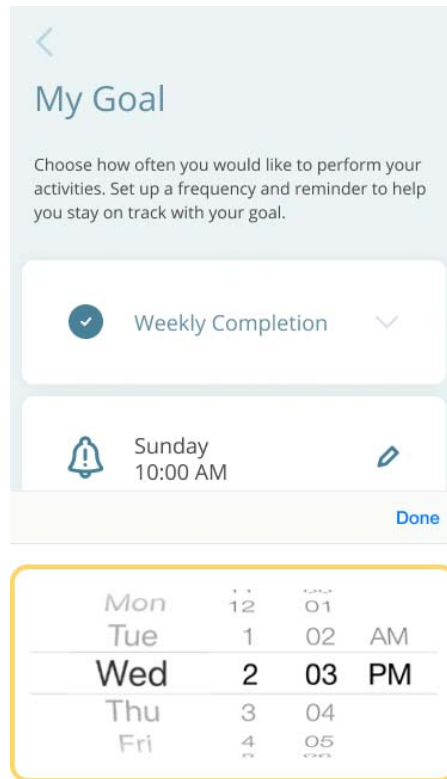 My Goal
Choose how often you would like to perform your
activities. Set up a frequency and reminder to help
you stay on track with your goal.
Weekly Completion
Sunday
10:00 AM
Done
Mon 12 01
Tue 1 02 AM
Wed 2 03 PM
Thu 3 04
Fri 4 05